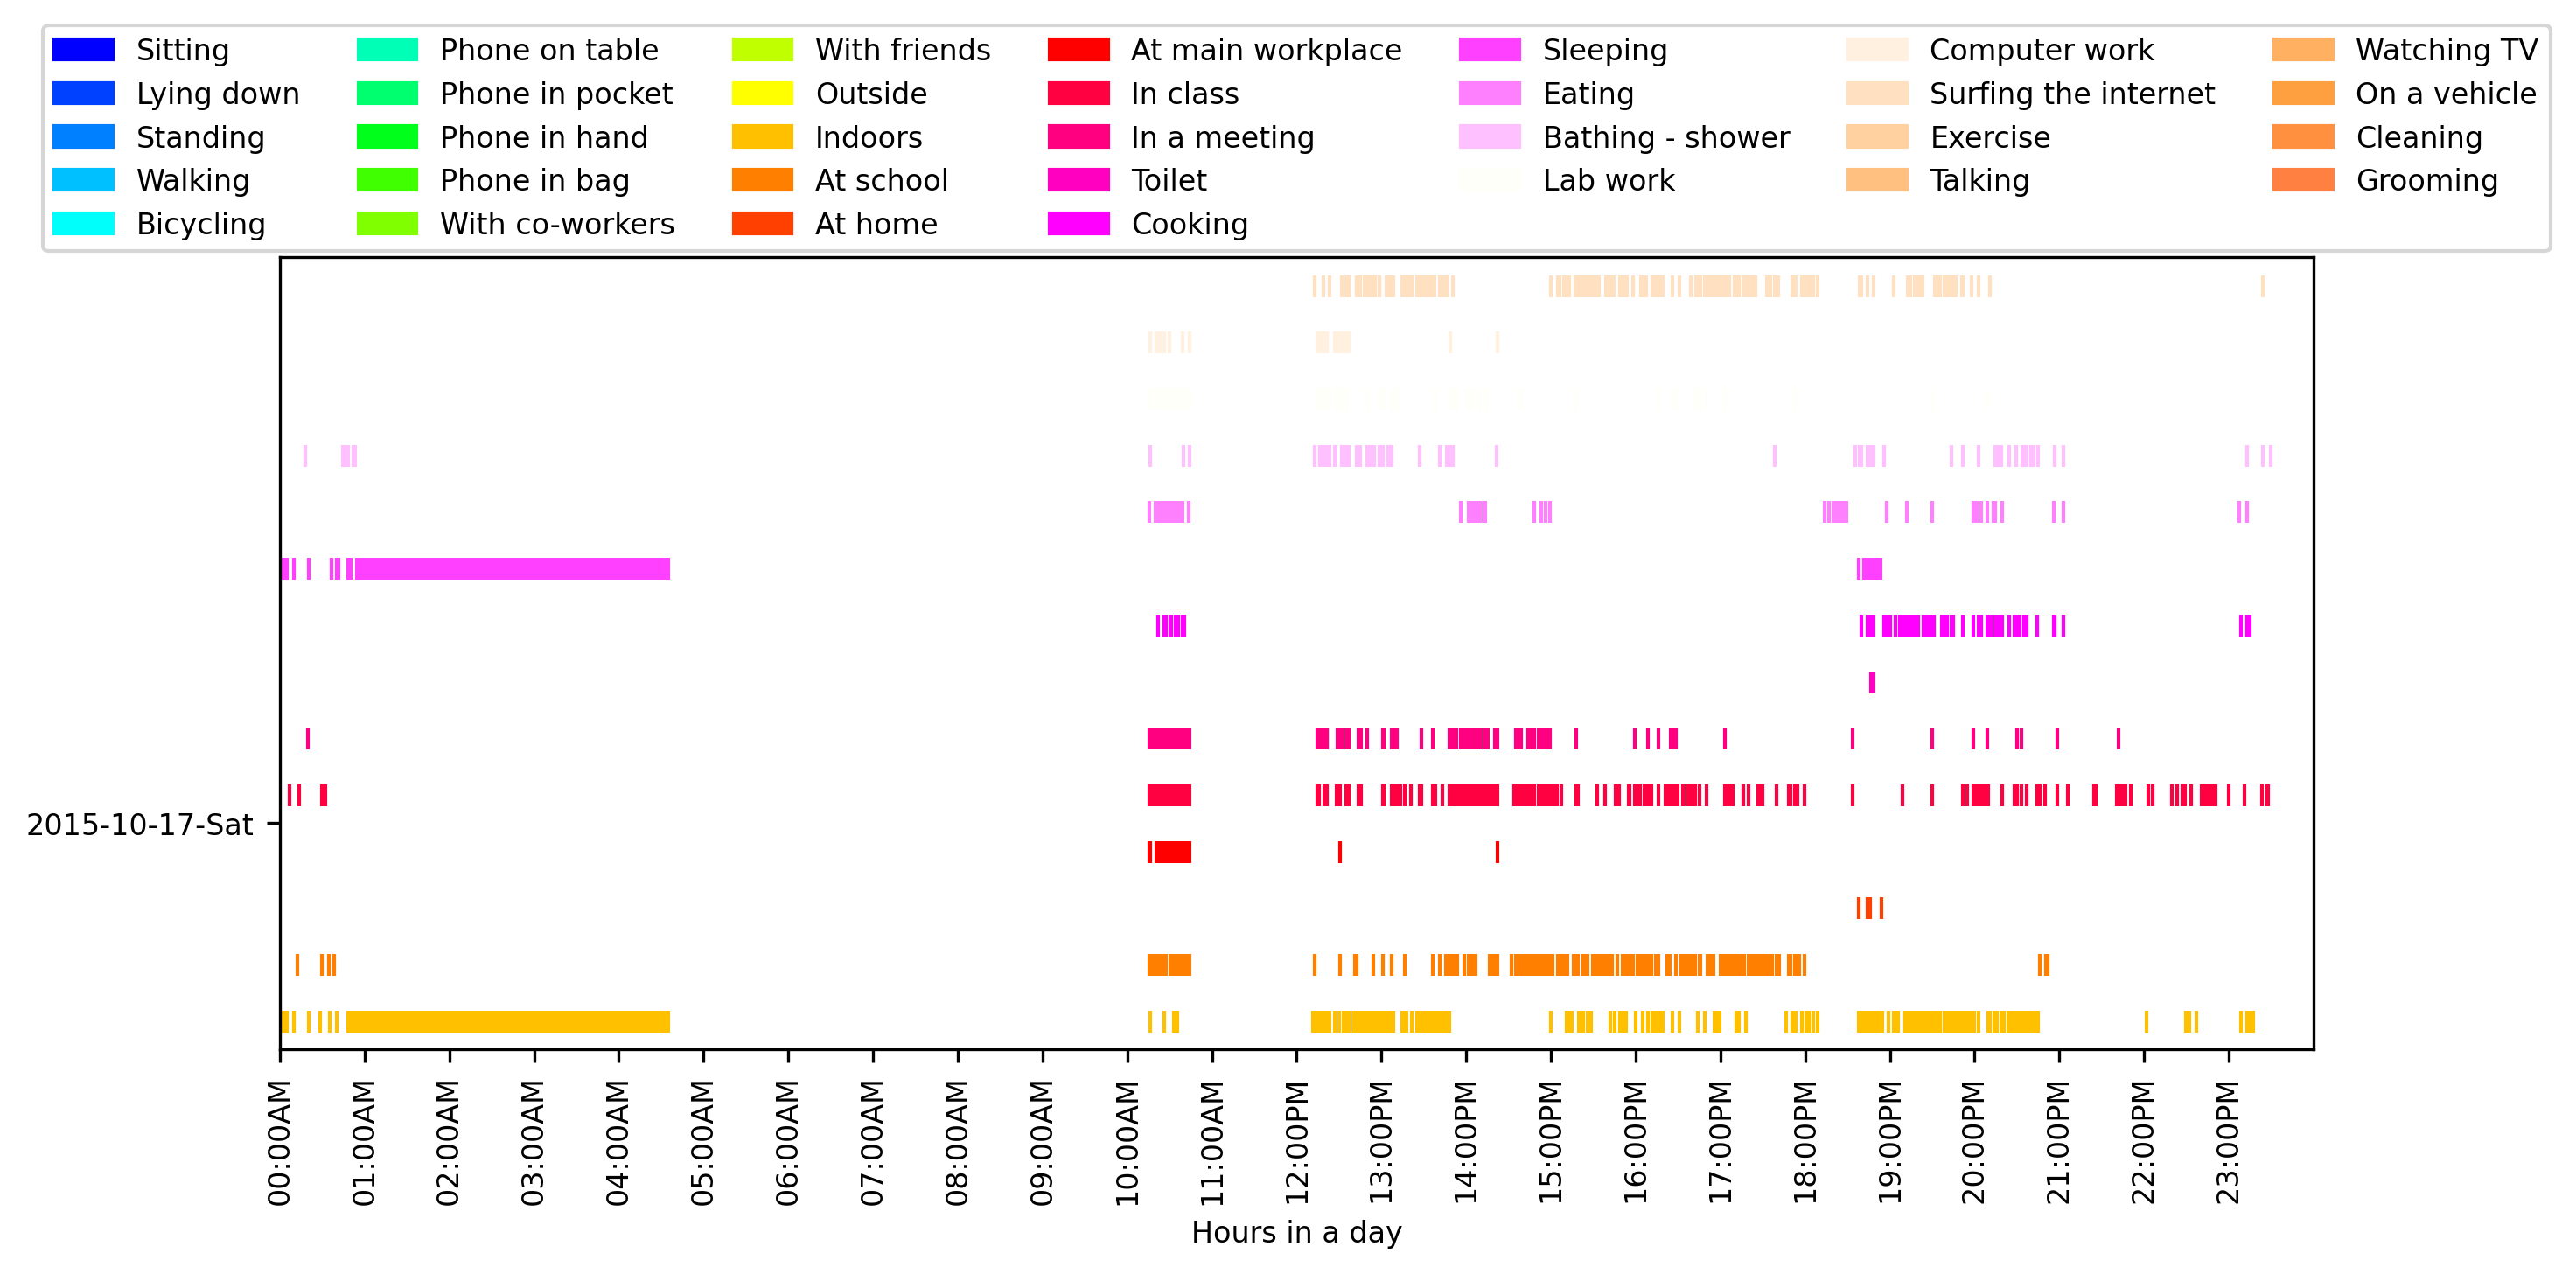 Sitting
Lying down
Standing
Walking
Bicycling
Phone on table
Phone in pocket
Phone in hand
Phone in bag
With co-workers
With friends
Outside
Indoors
At school
At home
At main workplace
In class
In a meeting
Toilet
Cooking
Sleeping
Eating
Bathing - shower
Lab work
Computer work
Surfing the internet
Exercise
Talking
Watching TV
On a vehicle
Cleaning
Grooming
2015-10-17-Sat
00:00AM
01:00AM
02:00AM
03:00AM
04:00AM
05:00AM
06:00AM
07:00AM
08:00AM
09:00AM
10:00AM
11:00AM
12:00PM
13:00PM
14:00PM
15:00PM
16:00PM
17:00PM
18:00PM
19:00PM
20:00PM
21:00PM
22:00PM
23:00PM
Hours in a day